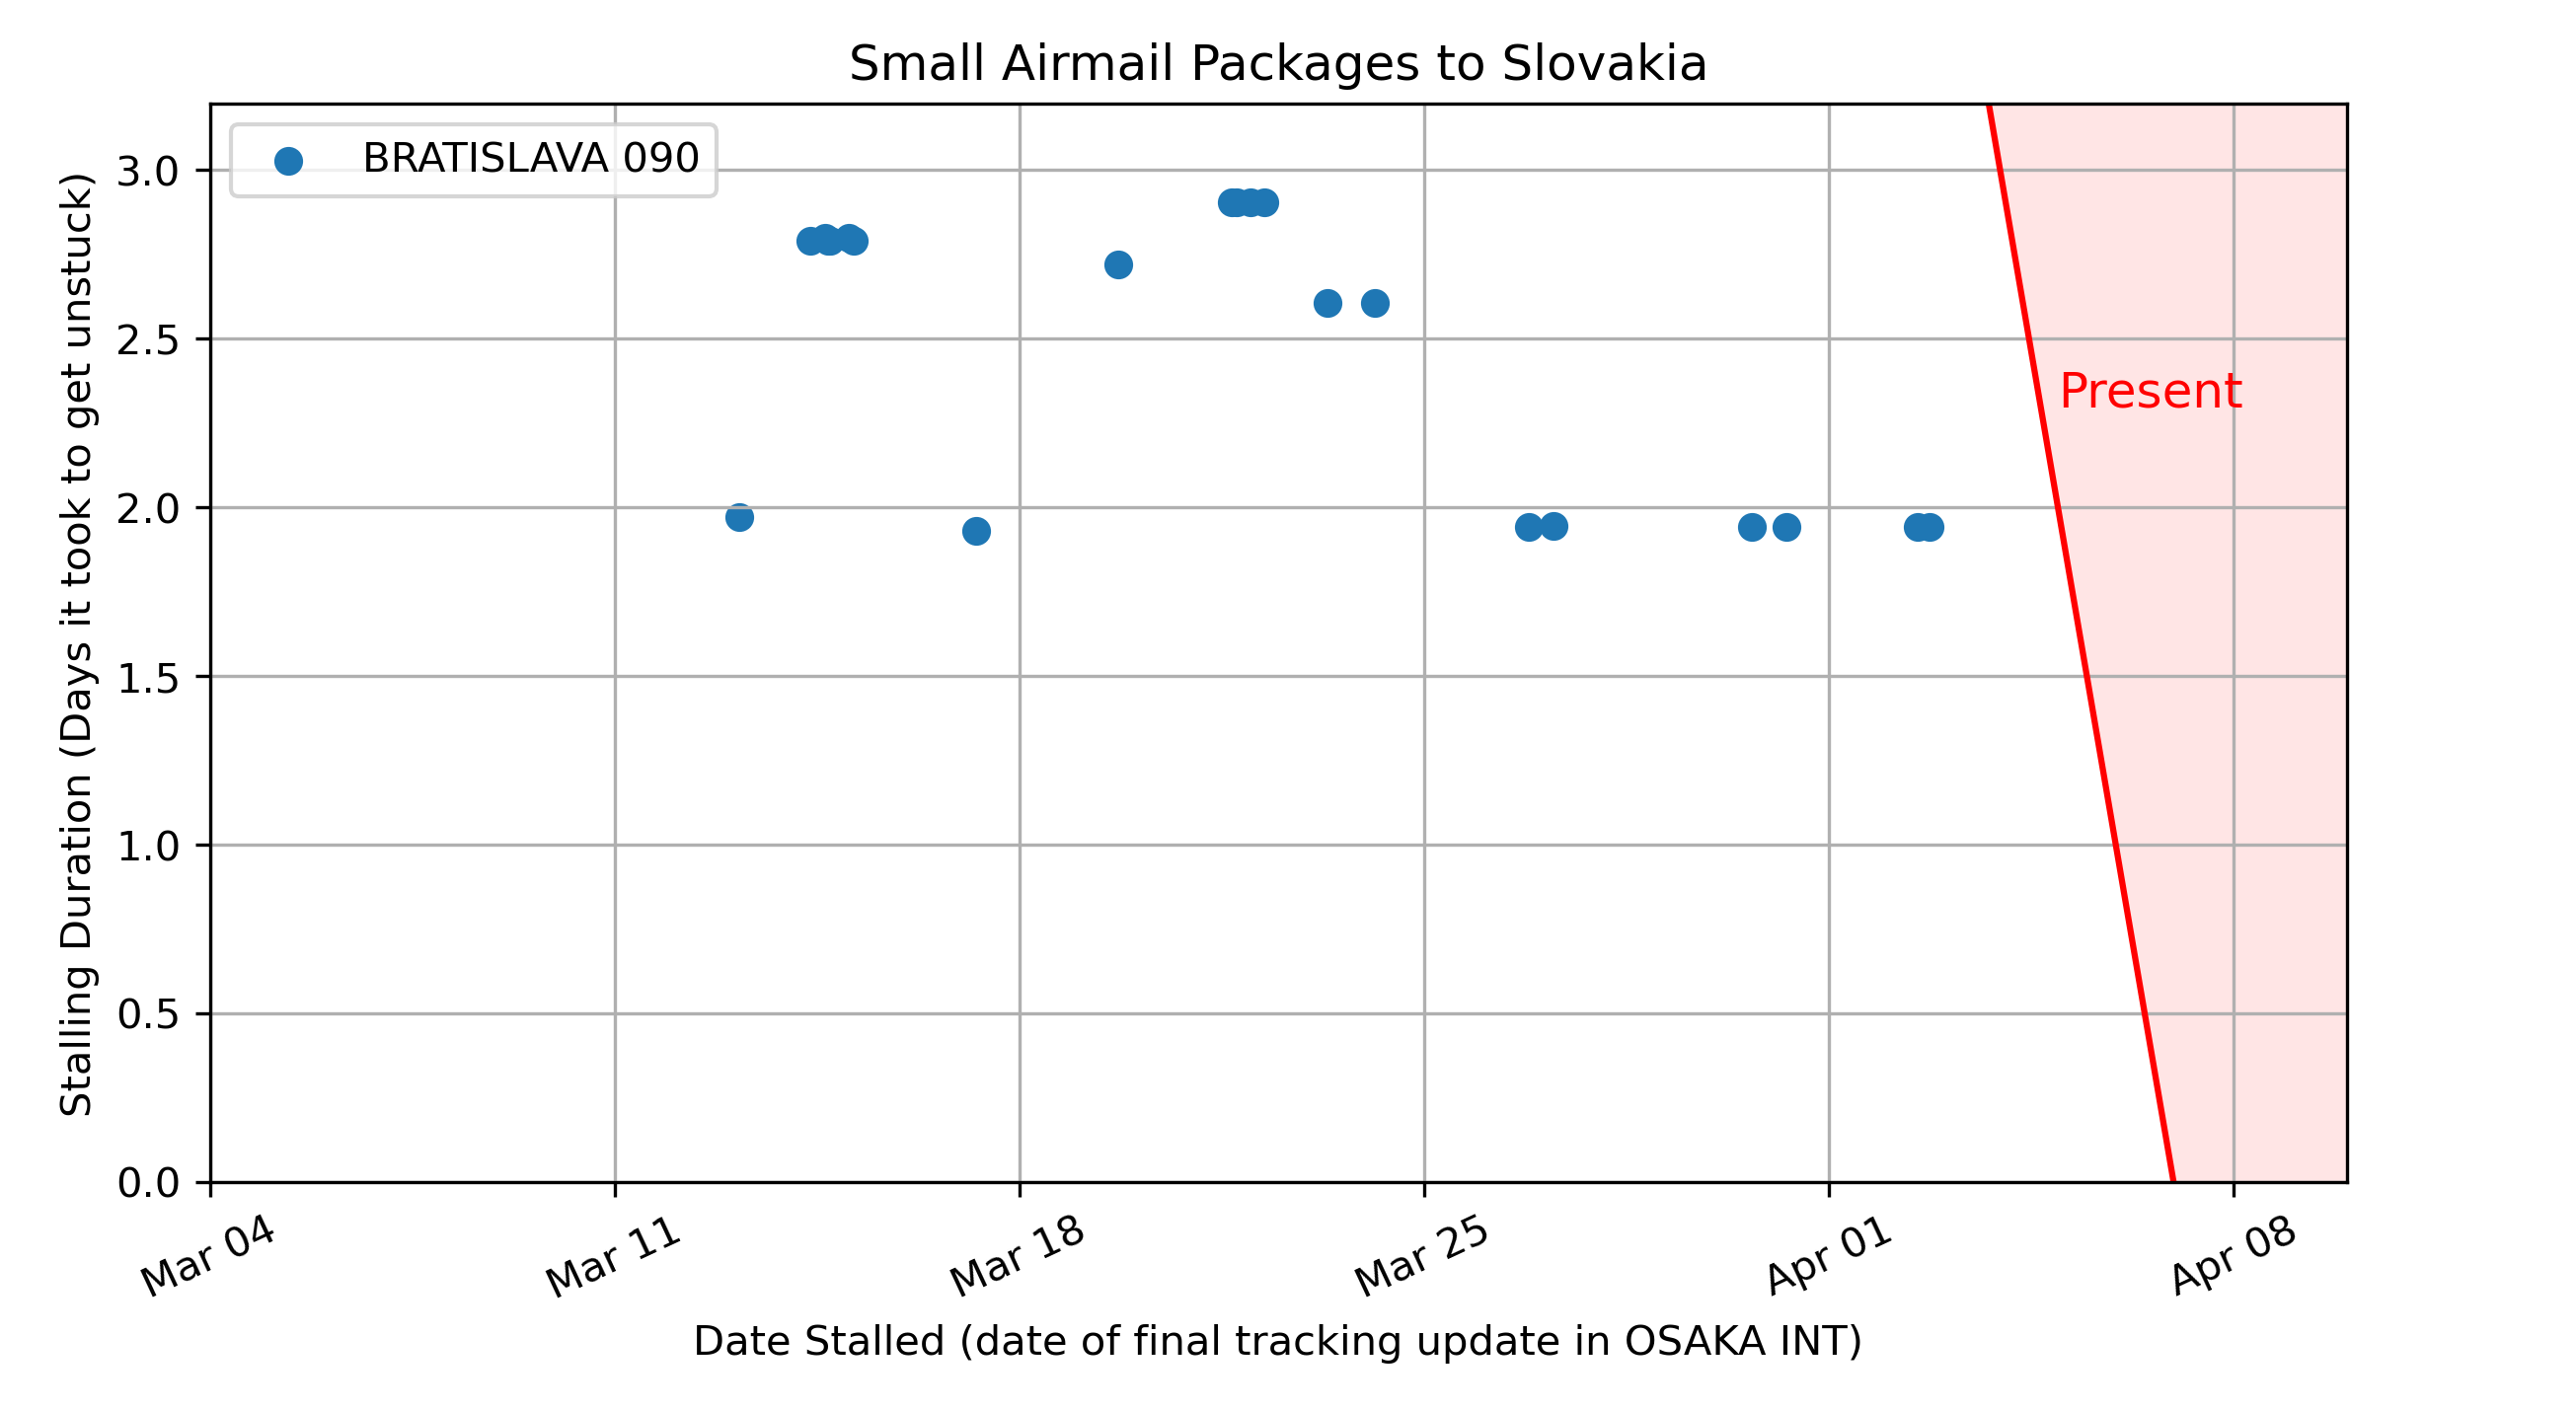 Small Airmail Packages to Slovakia
BRATISLAVA 090
Stalling Duration (Days it took to get unstuck)
3.0
2.5
2.0
1.5
1.0
0.5
0.0
Present
Mar 04
Mar 11
Mar 18
Mar 25
Apr 01
Apr 08
Date Stalled (date of final tracking update in OSAKA INT)